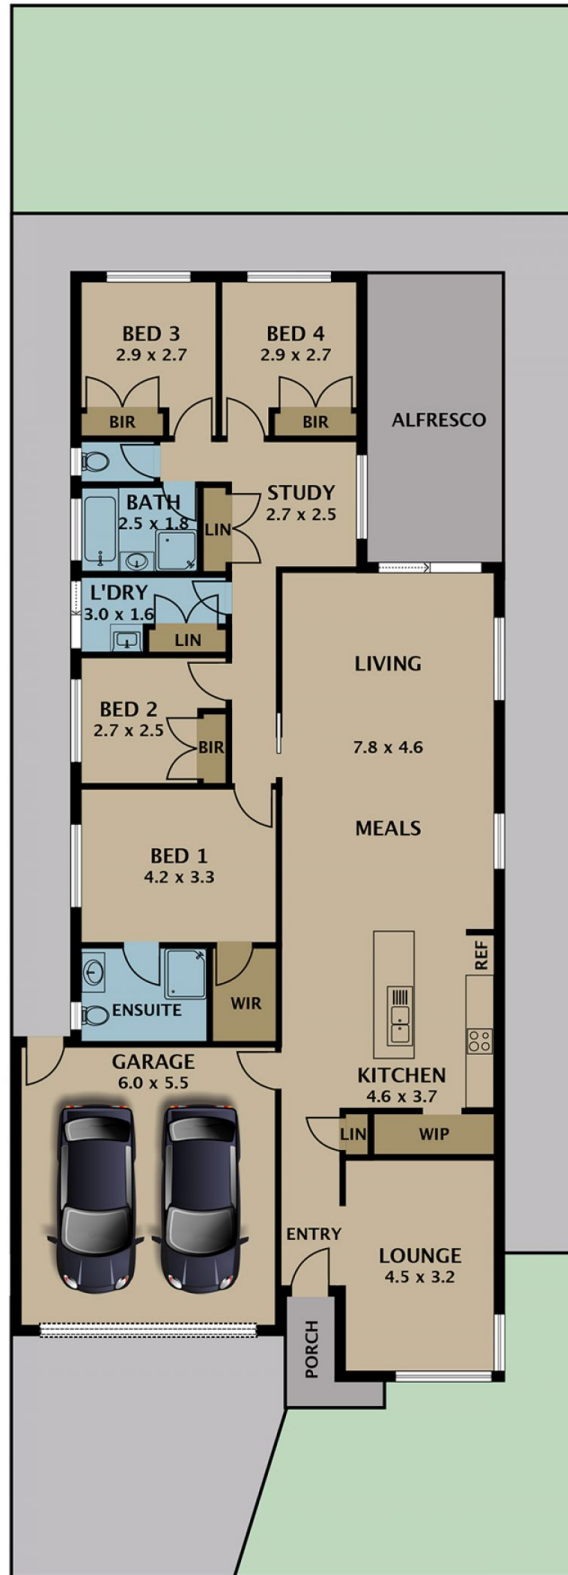 BED 3
2.9 x 2.7
BED 4
2.9 x 2.7
BIR
BIR
ALFRESCO
BATH
2.5 x 1.8
LIN
STUDY
2.7 x 2.5
L'DRY
3.0 x 1.6
LIN
LIVING
BED 2
2.7 x 2.5
BIR
7.8 x 4.6
MEALS
BED 1
4.2 x 3.3
REF
ENSUITE
WIR
GARAGE
6.0 x 5.5
KITCHEN
4.6 x 3.7
LIN
WIP
ENTRY
LOUNGE
4.5 x 3.2
PORCH